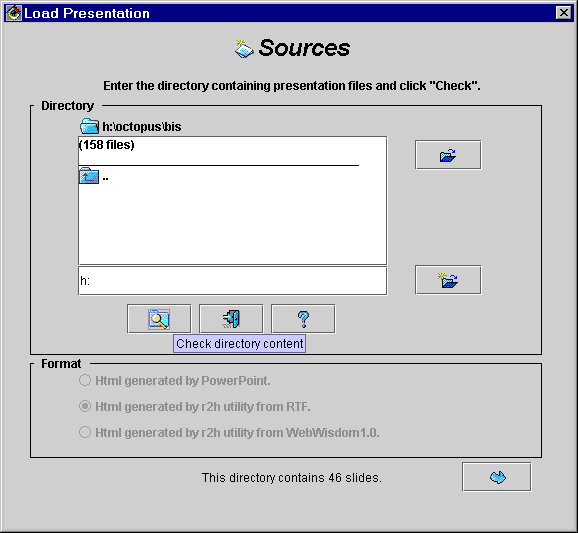 Load Presentation
Sources
Enter the directory containing presentation files and click "Check".
Directory
h:\octopus\bis
(158 files)
..
h:
?
Check directory content
Format
Html generated by PowerPoint.
Html generated by r2h utility from RTF.
Html generated by r2h utility from WebWisdom1.0.
This directory contains 46 slides.